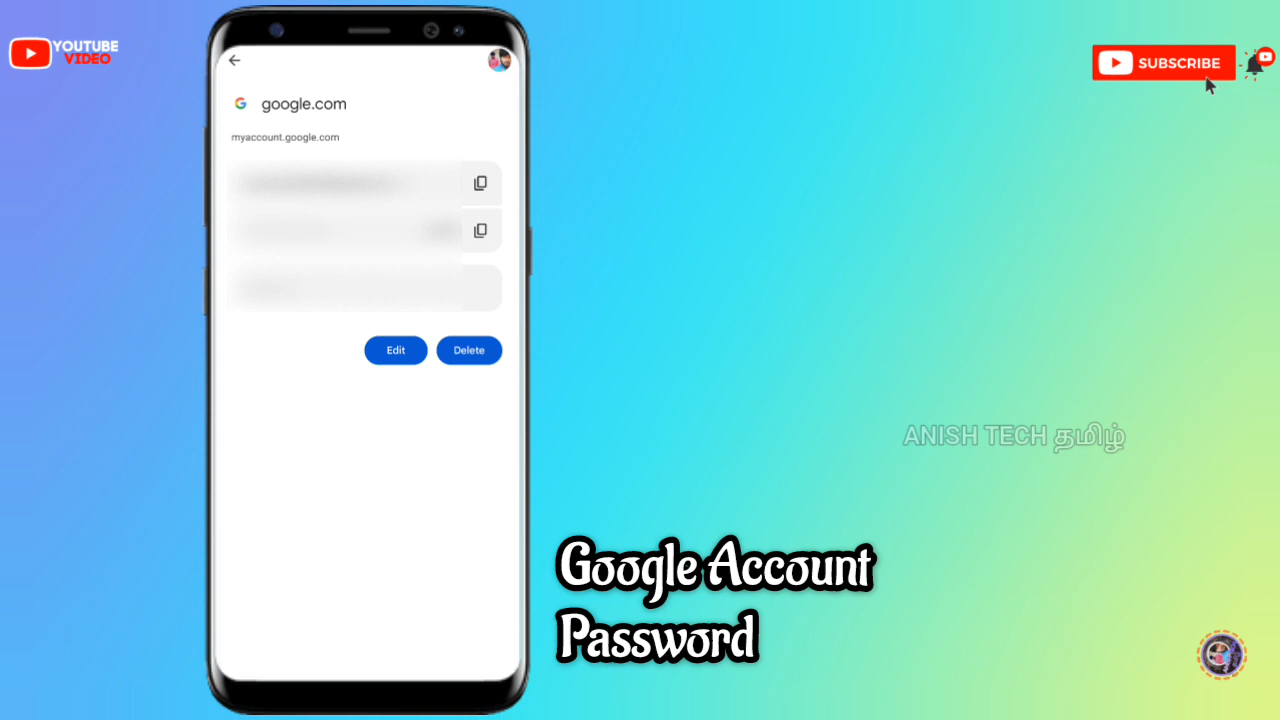 YOUTUBE
VIDEO
SUBSCRIBE
google.com
myaccount.google.com
Edit
Delete
ANISH TECH தமிழ்
Google Account
Password